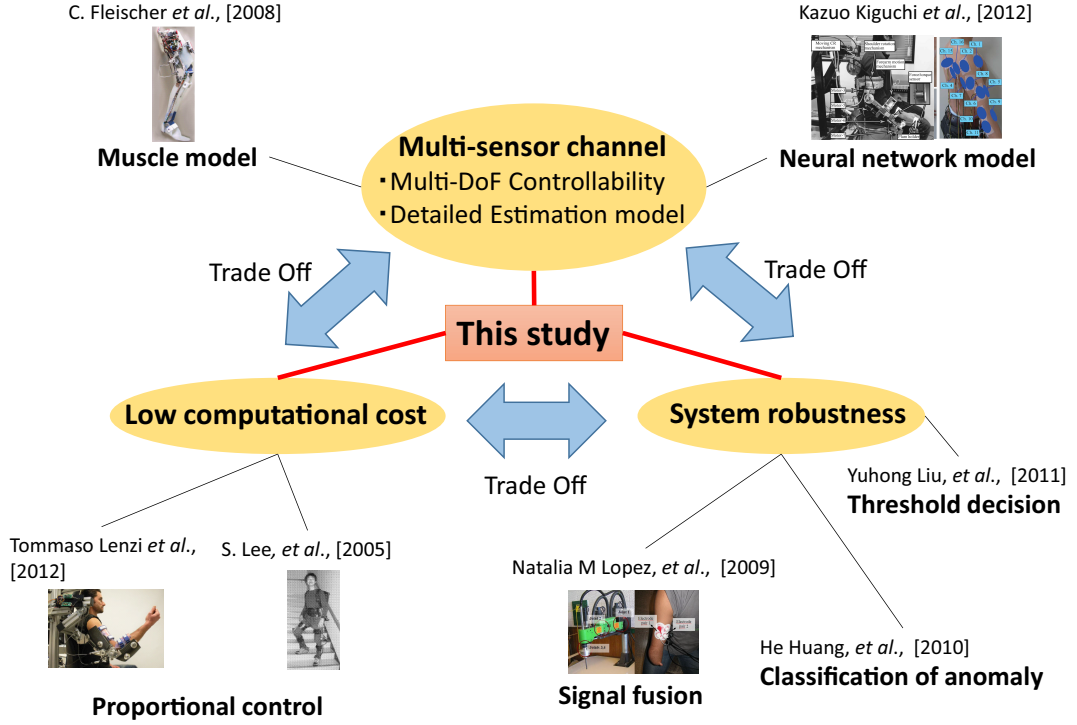 C. Fleischer et al., [2008]
Muscle model
Kazuo Kiguchi et al., [2012]
Neural network model
Multi-sensor channel
・Multi-DoF Controllability
・Detailed Estimation model
Trade Off
Trade Off
This study
Low computational cost
System robustness
Trade Off
Yuhong Liu, et al., [2011]
Threshold decision
Tommaso Lenzi et al.,
[2012]
S. Lee, et al., [2005]
Proportional control
Natalia M Lopez, et al., [2009]
Signal fusion
He Huang, et al., [2010]
Classification of anomaly